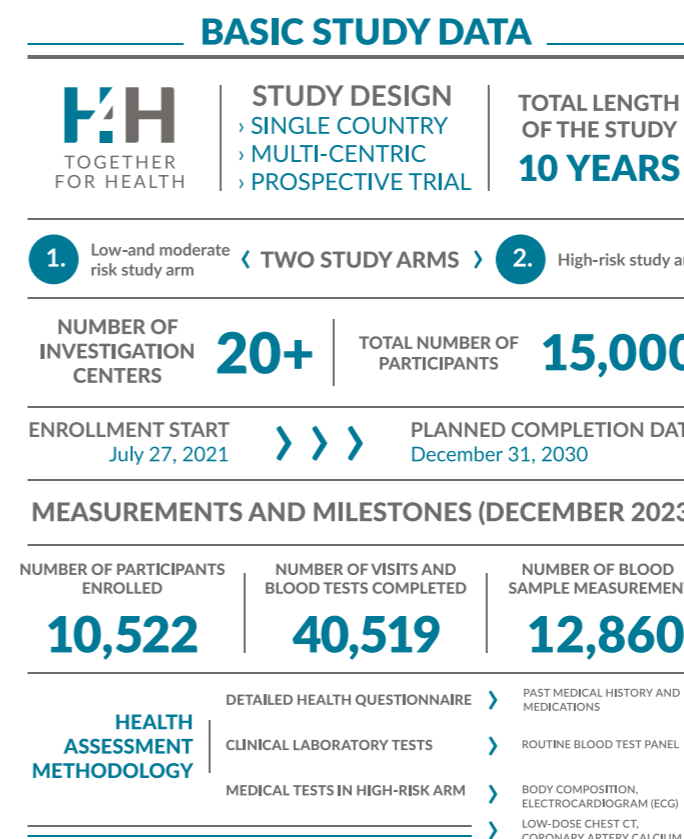 BASIC STUDY DATA
H4H
TOGETHER
FOR HEALTH
STUDY DESIGN
› SINGLE COUNTRY
› MULTI-CENTRIC
› PROSPECTIVE TRIAL
TOTAL LENGTH
OF THE STUDY
10 YEARS
1.
Low-and moderate
risk study arm
‹ TWO STUDY ARMS ›
2.
High-risk study
NUMBER OF
INVESTIGATION
CENTERS
20+
TOTAL NUMBER OF
PARTICIPANTS
15,000
ENROLLMENT START
July 27, 2021
› › ›
PLANNED COMPLETION
December 31, 2030
MEASUREMENTS AND MILESTONES (DECEMBER 2023
NUMBER OF PARTICIPANTS
ENROLLED
10,522
NUMBER OF VISITS AND
BLOOD TESTS COMPLETED
40,519
NUMBER OF BLOOD
SAMPLE MEASUREMEN
12,860
HEALTH
ASSESSMENT
METHODOLOGY
DETAILED HEALTH QUESTIONNAIRE ›
PAST MEDICAL HISTORY AND
MEDICATIONS
CLINICAL LABORATORY TESTS › ROUTINE BLOOD TEST PANEL
MEDICAL TESTS IN HIGH-RISK ARM ›
BODY COMPOSITION,
ELECTROCARDIOGRAM (ECG)
› LOW-DOSE CHEST CT,
CORONARY ARTERY CALCIUM